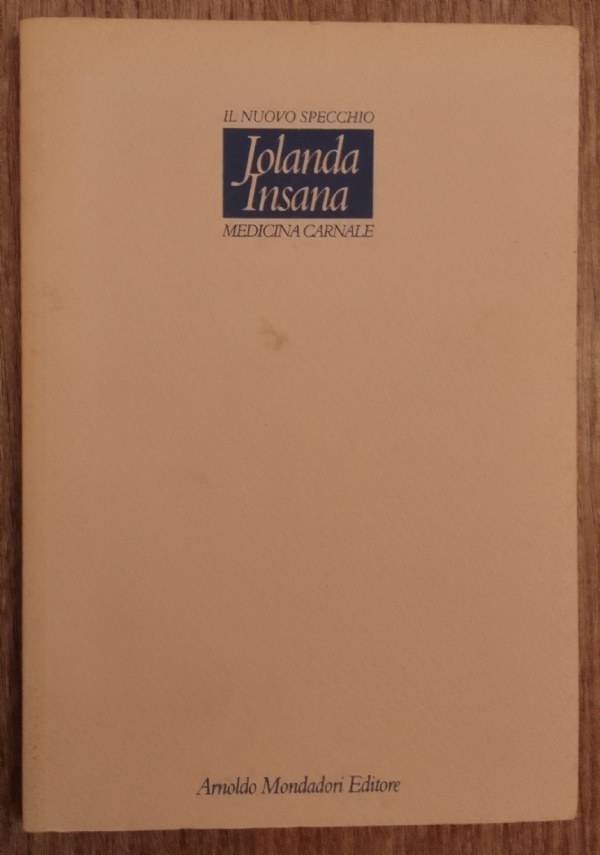 IL NUOVO SPECCHIO
Jolanda
Insana
MEDICINA CARNALE
Arnoldo Mondadori Editore